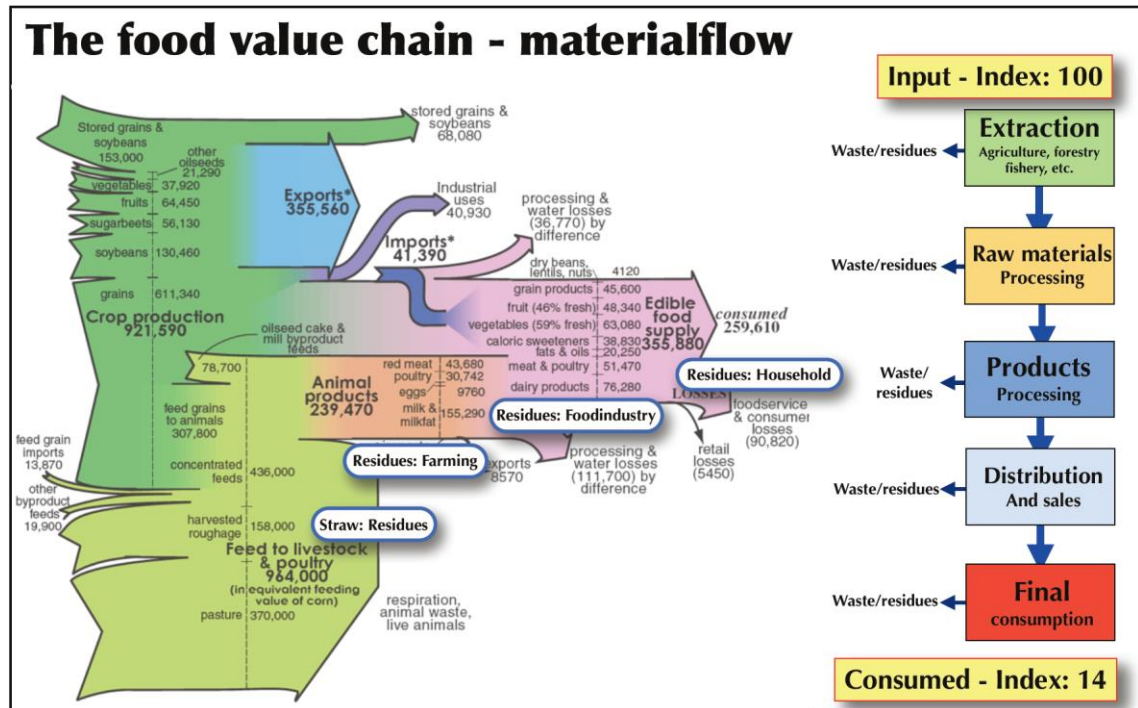 The food value chain - materialflow
Stored grains &
soybeans
153,000
other
oilseeds
21,290
vegetables 37,920
fruits 64,450
sugarbeets 56,130
soybeans 130,460
grains 611,340
Crop production
921,590
stored grains &
soybeans
68,080
Exports*
355,560
Industrial
uses
40,930
Imports*
41,390
processing &
water losses
(36,770) by
difference
dry beans,
lentils, nuts 4120
grain products 45,600
fruit (46% fresh) 48,340
vegetables (59% fresh) 63,080
caloric sweeteners 38,830
fats & oils 20,250
meat & poultry 51,470
dairy products 76,280
Edible
food
supply
355,880
consumed
259,610
oilseed cake &
mill byproduct
feeds
78,700
feed grains
to animals
307,800
Animal
products
239,470
red meat 43,680
poultry 30,742
eggs 9760
milk &
milkfat 155,290
Residues: Household
LOSSES
Residues: Foodindustry
Residues: Farming
foodservice
& consumer
losses
(90,820)
retail
losses
(5450)
exports
8570
processing &
water losses
(111,700) by
difference
feed grain
imports
13,870
other
byproduct
feeds
19,900
concentrated
feeds 436,000
harvested
roughage 158,000
Straw: Residues
Feed to livestock
& poultry
964,000
(in equivalent feeding
value of corn)
pasture 370,000
respiration,
animal waste,
live animals
Input - Index: 100
Extraction
Agriculture, forestry
fishery, etc.
Waste/residues
Raw materials
Processing
Waste/residues
Products
Processing
Waste/
residues
Distribution
And sales
Waste/residues
Final
consumption
Waste/residues
Consumed - Index: 14